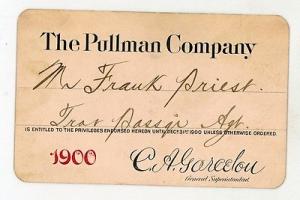 The Pullman Company
Mr Frank Priest.
Trav Passgr Agt.
IS ENTITLED TO THE PRIVILEGES ENDORSED HEREON UNTIL DEC. 31ST 1900 UNLESS OTHERWISE ORDERED.
1900 C. A. Garcelon
General Superintendent.